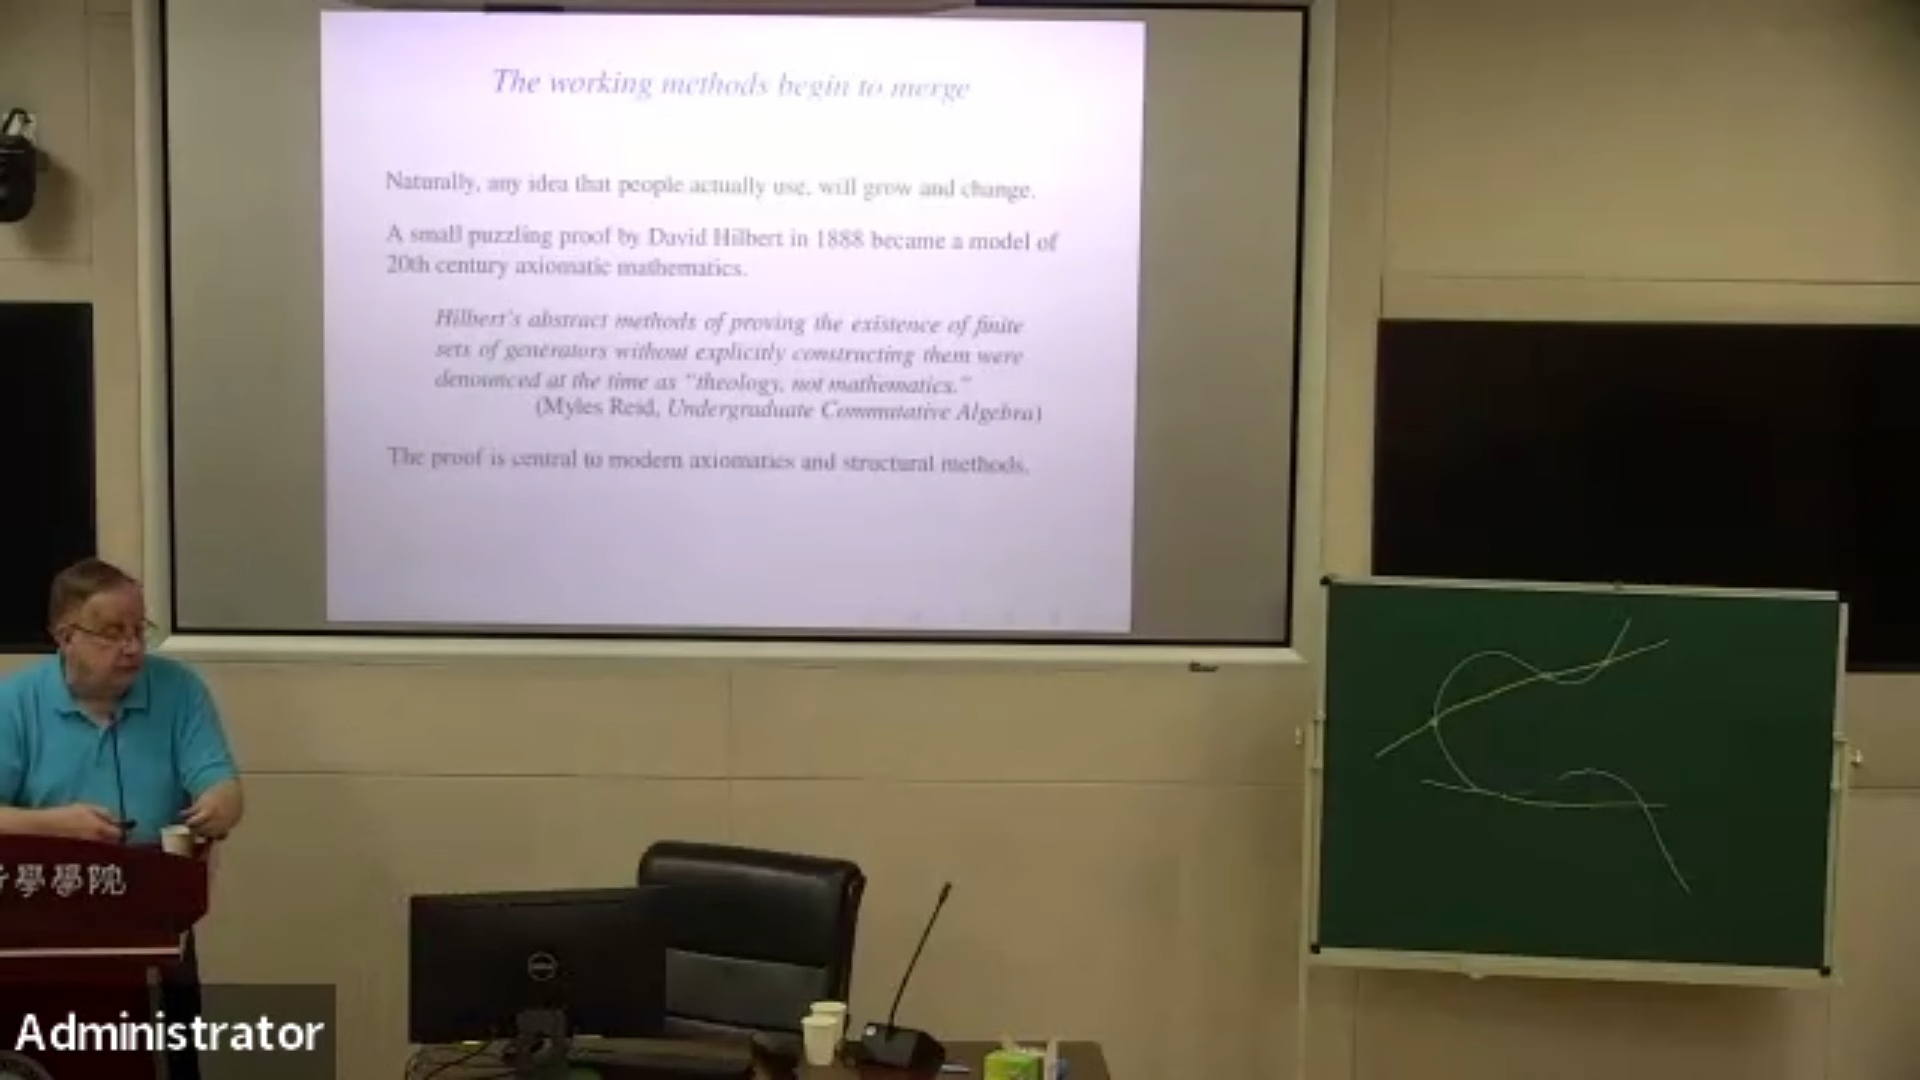 The working methods begin to merge
Naturally, any idea that people actually use, will grow and change.
A small puzzling proof by David Hilbert in 1888 became a model of
20th century axiomatic mathematics.
Hilbert's abstract methods of proving the existence of finite
sets of generators without explicitly constructing them were
denounced at the time as "theology, not mathematics."
(Myles Reid, Undergraduate Commutative Algebra)
The proof is central to modern axiomatics and structural methods.
學學院
DELL
Administrator